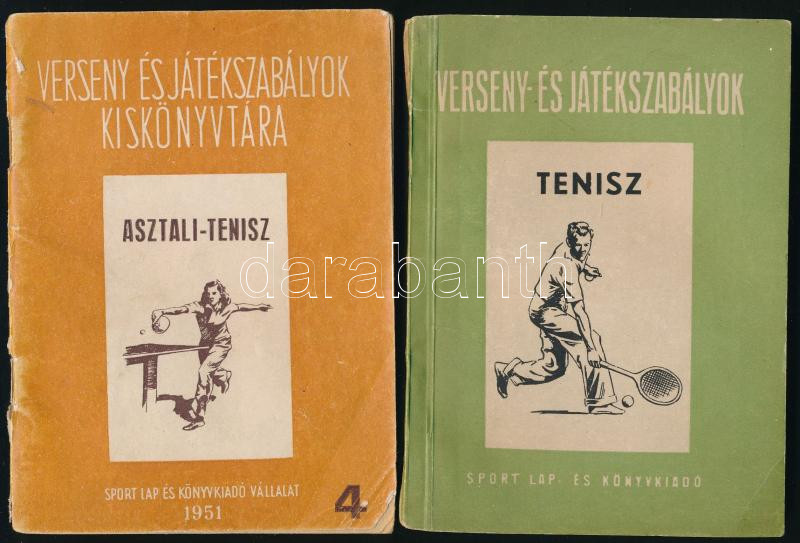 VERSENY ÉS JÁTÉKSZABÁLYOK
KISKÖNYVTÁRA
ASZTALI-TENISZ
SPORT LAP ÉS KÖNYVKIADÓ VÁLLALAT
1951
4.
VERSENY- ÉS JÁTÉKSZABÁLYOK
TENISZ
SPORT LAP- ÉS KÖNYVKIADÓ
darabanth